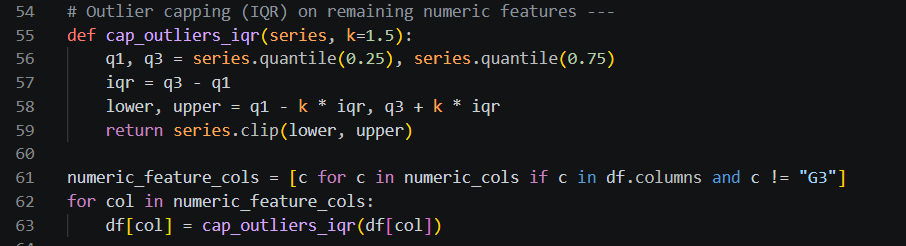 54 # Outlier capping (IQR) on remaining numeric features ---
55 def cap_outliers_iqr(series, k=1.5):
56     q1, q3 = series.quantile(0.25), series.quantile(0.75)
57     iqr = q3 - q1
58     lower, upper = q1 - k * iqr, q3 + k * iqr
59     return series.clip(lower, upper)
60
61 numeric_feature_cols = [c for c in numeric_cols if c in df.columns and c != "G3"]
62 for col in numeric_feature_cols:
63     df[col] = cap_outliers_iqr(df[col])